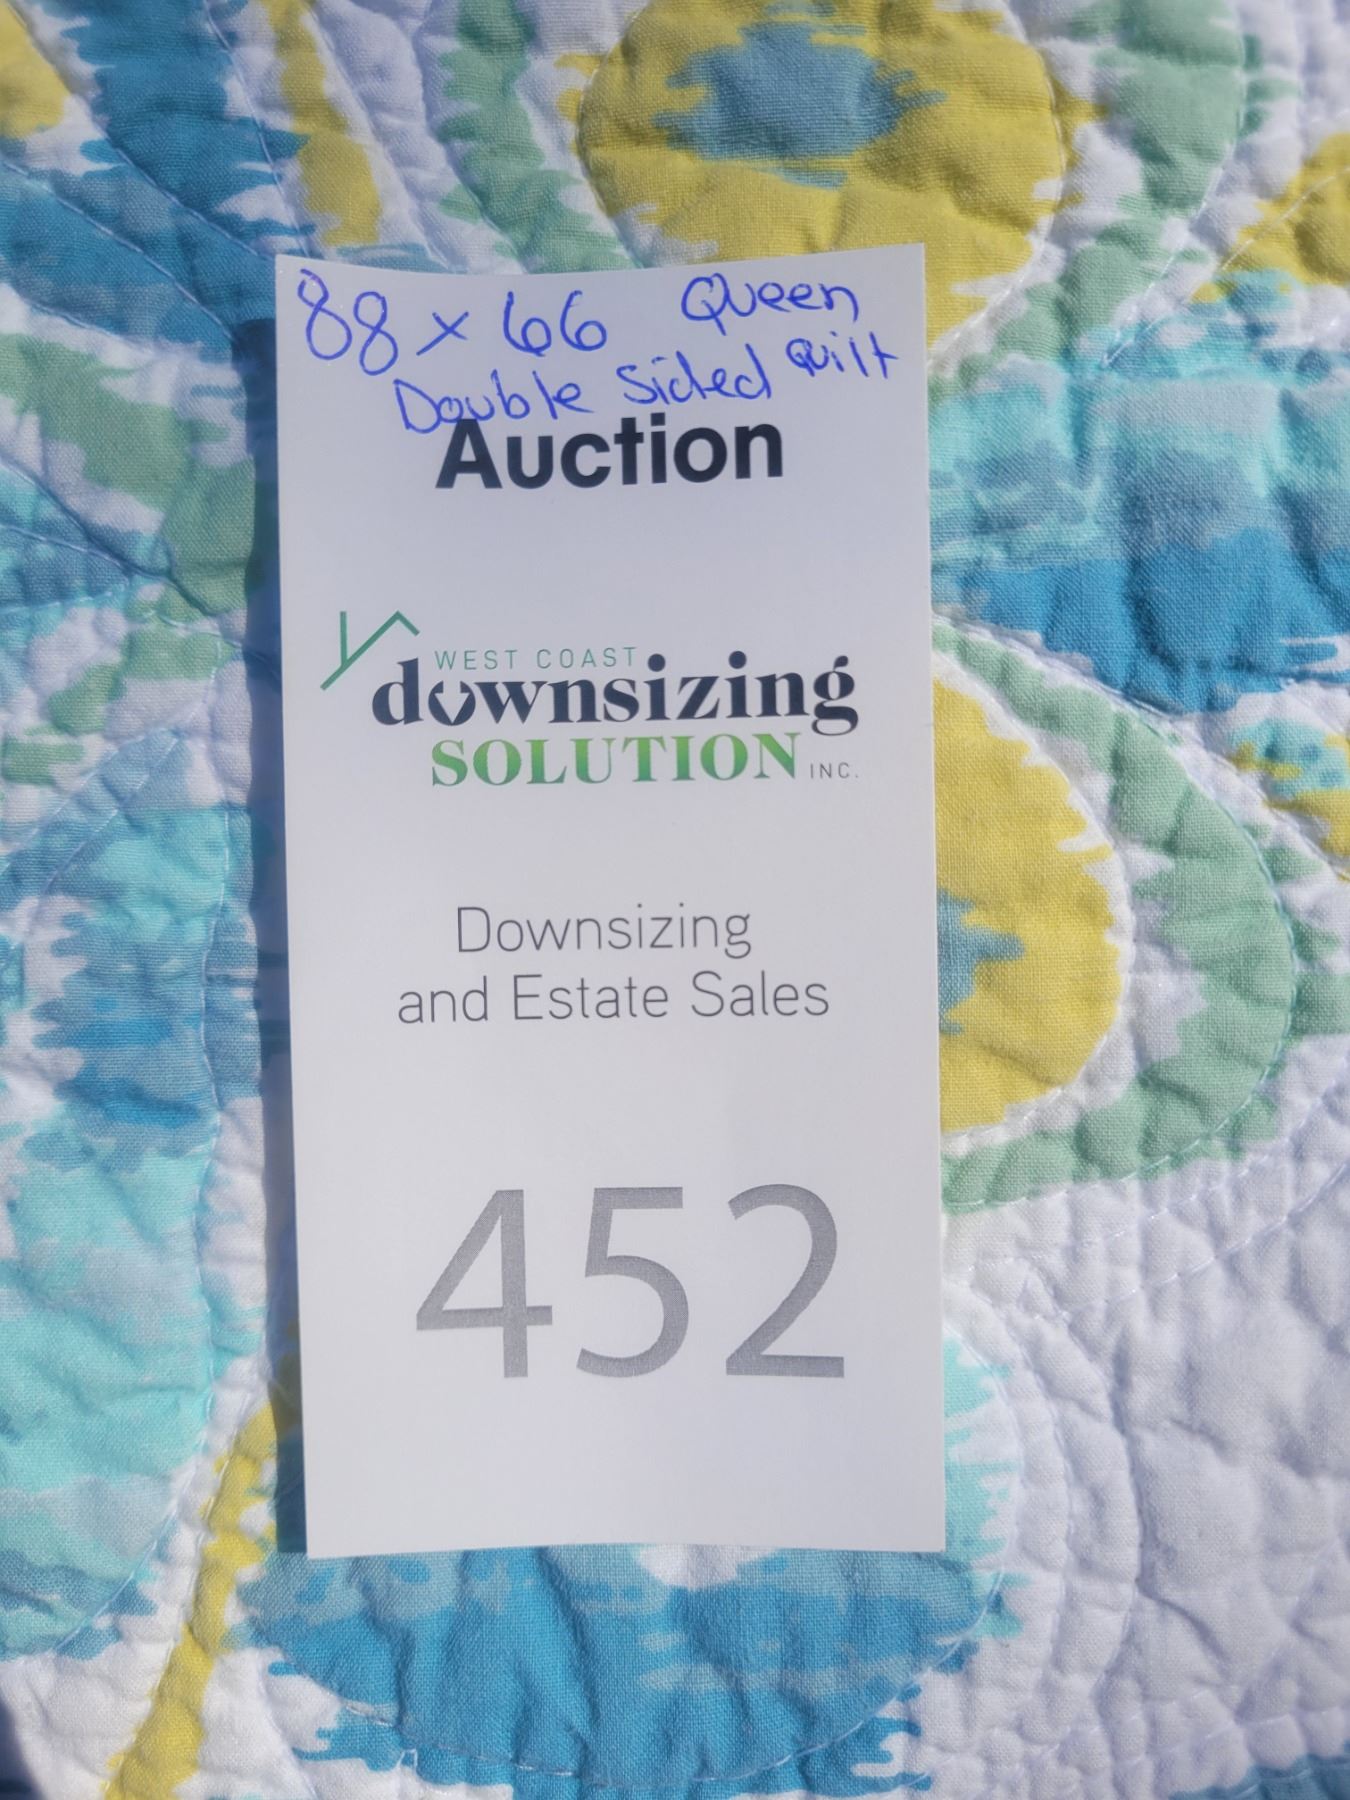 88 x 66 Queen
Double Sided Quilt
Auction
WEST COAST
downsizing
SOLUTION INC.
Downsizing
and Estate Sales
452